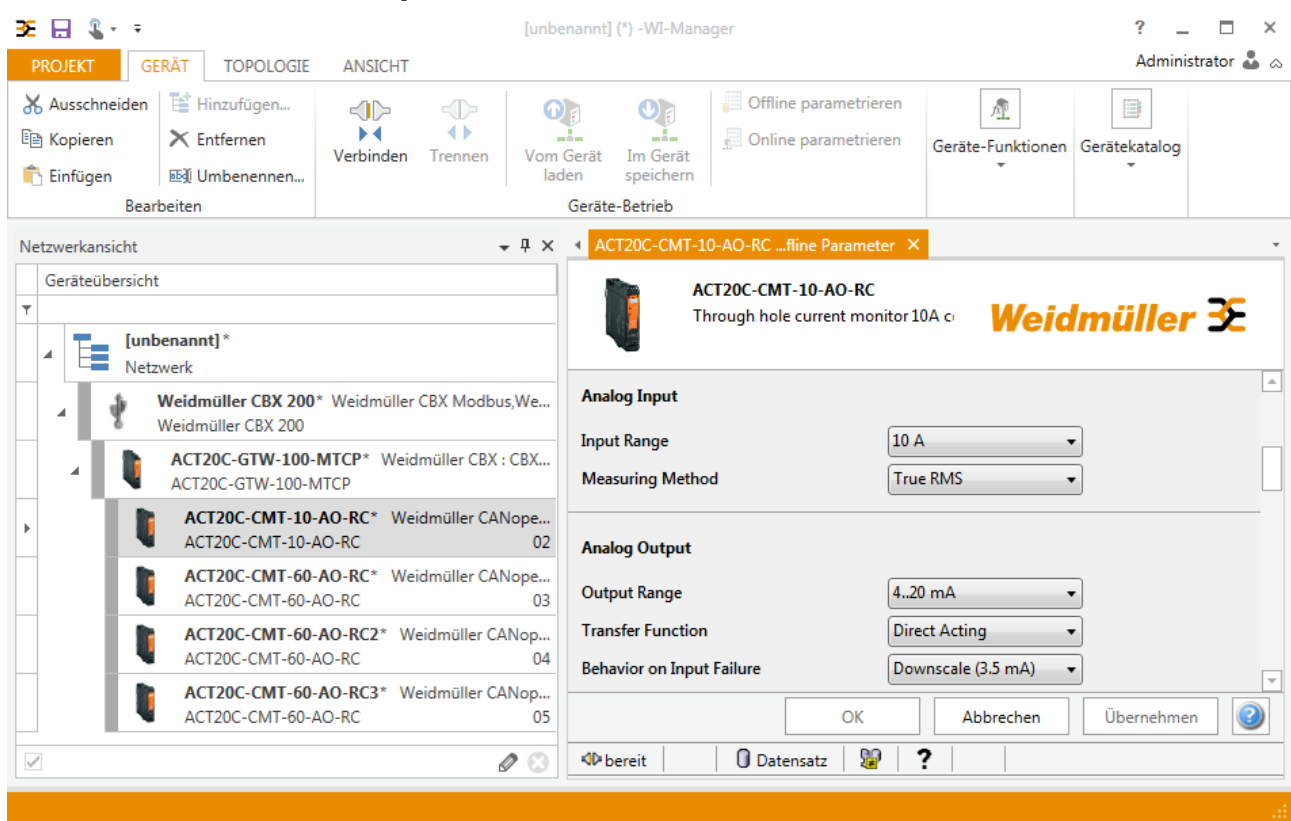 [unbenannt] (*) -WI-Manager
?
PROJEKT GERÄT TOPOLOGIE ANSICHT Administrator
Ausschneiden
Kopieren
Einfügen
Hinzufügen...
Entfernen
Umbenennen...
Bearbeiten
Verbinden
Trennen
Vom Gerät
laden
Im Gerät
speichern
Offline parametrieren
Online parametrieren
Geräte-Betrieb
Geräte-Funktionen
Gerätekatalog
Netzwerkansicht
Geräteübersicht
[unbenannt] *
Netzwerk
Weidmüller CBX 200* Weidmüller CBX Modbus,We...
Weidmüller CBX 200
ACT20C-GTW-100-MTCP* Weidmüller CBX : CBX...
ACT20C-GTW-100-MTCP
ACT20C-CMT-10-AO-RC* Weidmüller CANope...
ACT20C-CMT-10-AO-RC 02
ACT20C-CMT-60-AO-RC* Weidmüller CANope...
ACT20C-CMT-60-AO-RC 03
ACT20C-CMT-60-AO-RC2* Weidmüller CANop...
ACT20C-CMT-60-AO-RC 04
ACT20C-CMT-60-AO-RC3* Weidmüller CANop...
ACT20C-CMT-60-AO-RC 05
ACT20C-CMT-10-AO-RC ...fline Parameter
ACT20C-CMT-10-AO-RC
Through hole current monitor 10A
Weidmüller
Analog Input
Input Range 10 A
Measuring Method True RMS
Analog Output
Output Range 4..20 mA
Transfer Function Direct Acting
Behavior on Input Failure Downscale (3.5 mA)
OK Abbrechen Übernehmen ?
bereit Datensatz ?